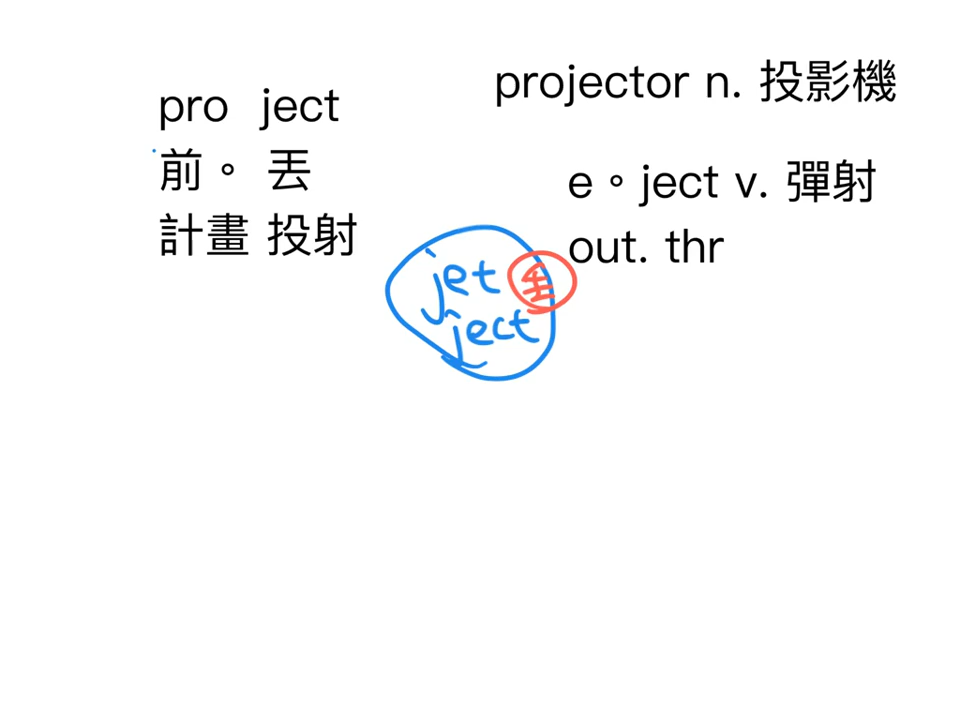 pro ject
前。丟
計畫 投射
projector n. 投影機
e。ject v. 彈射
out. thr
jet 丟
ject